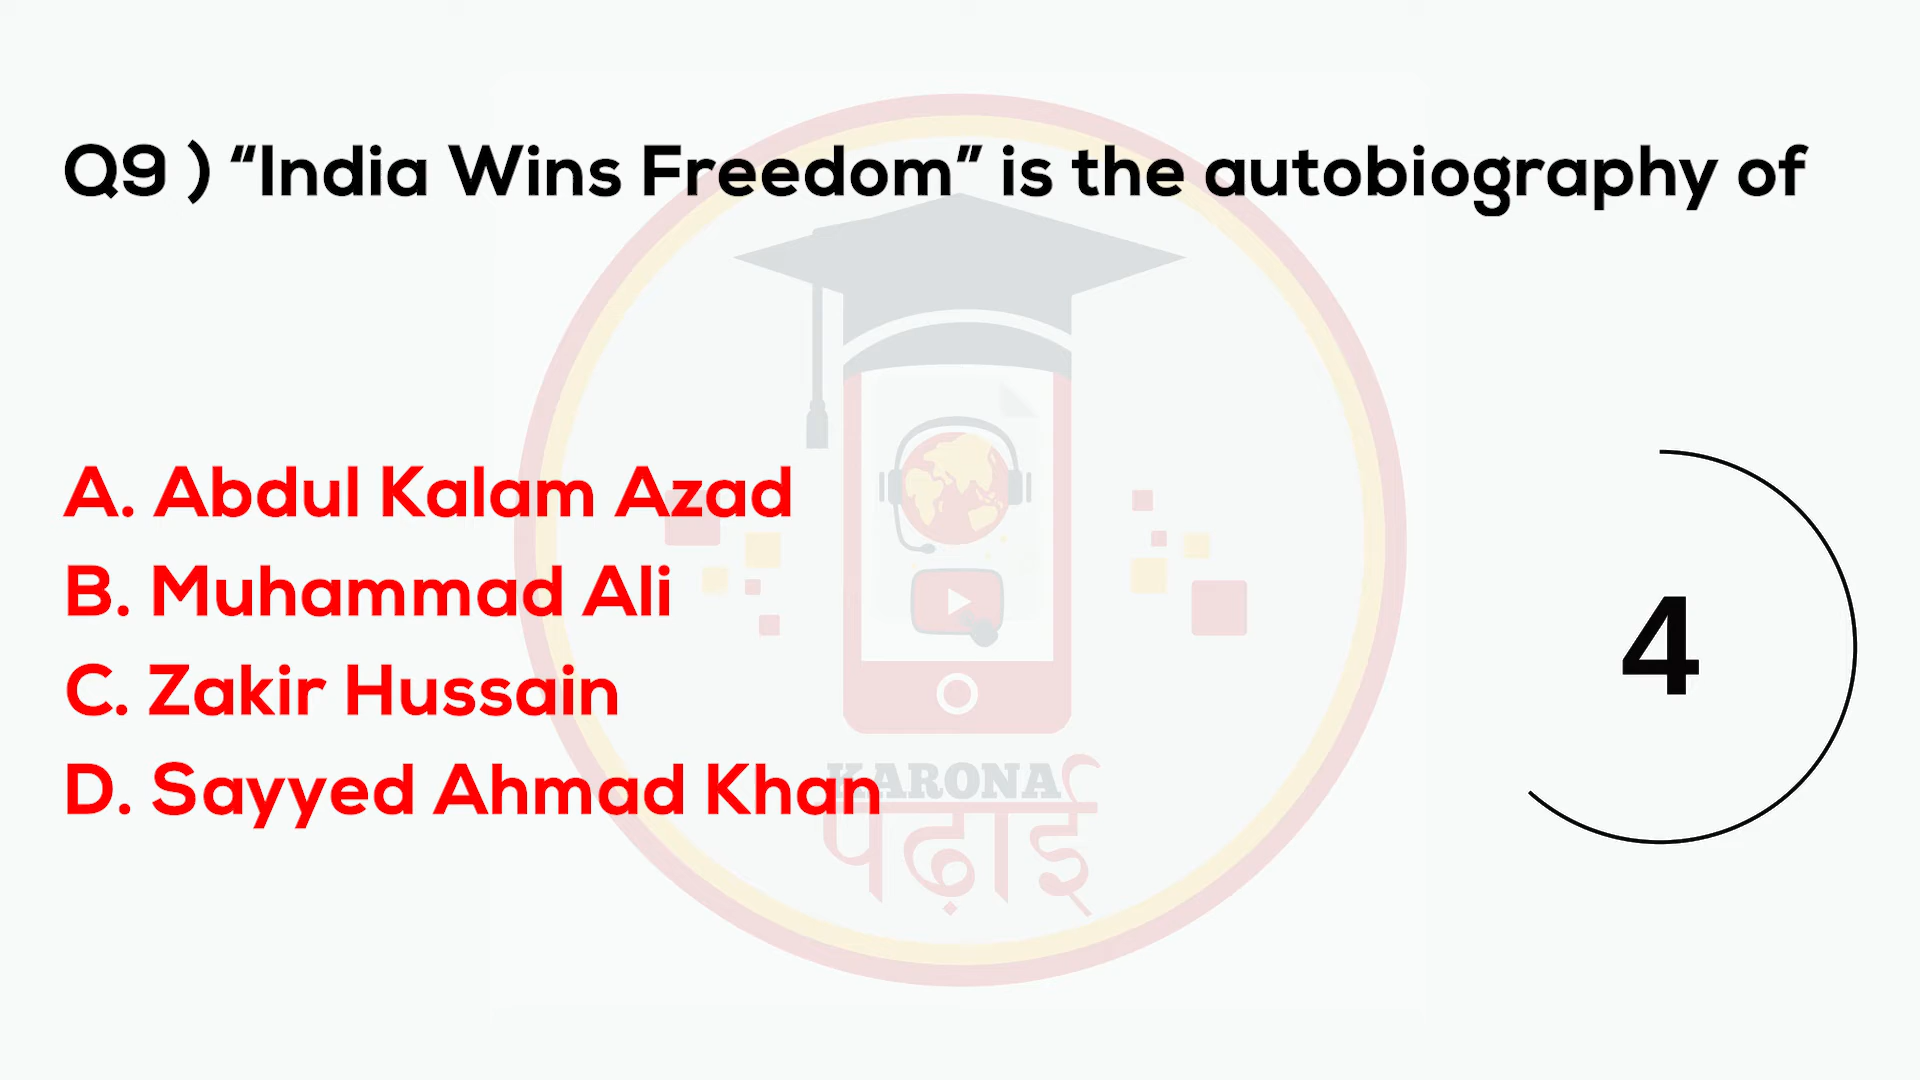 Q9 ) “India Wins Freedom” is the autobiography of
A. Abdul Kalam Azad
B. Muhammad Ali
C. Zakir Hussain
D. Sayyed Ahmad Khan
4
KARONA
पढ़ाई